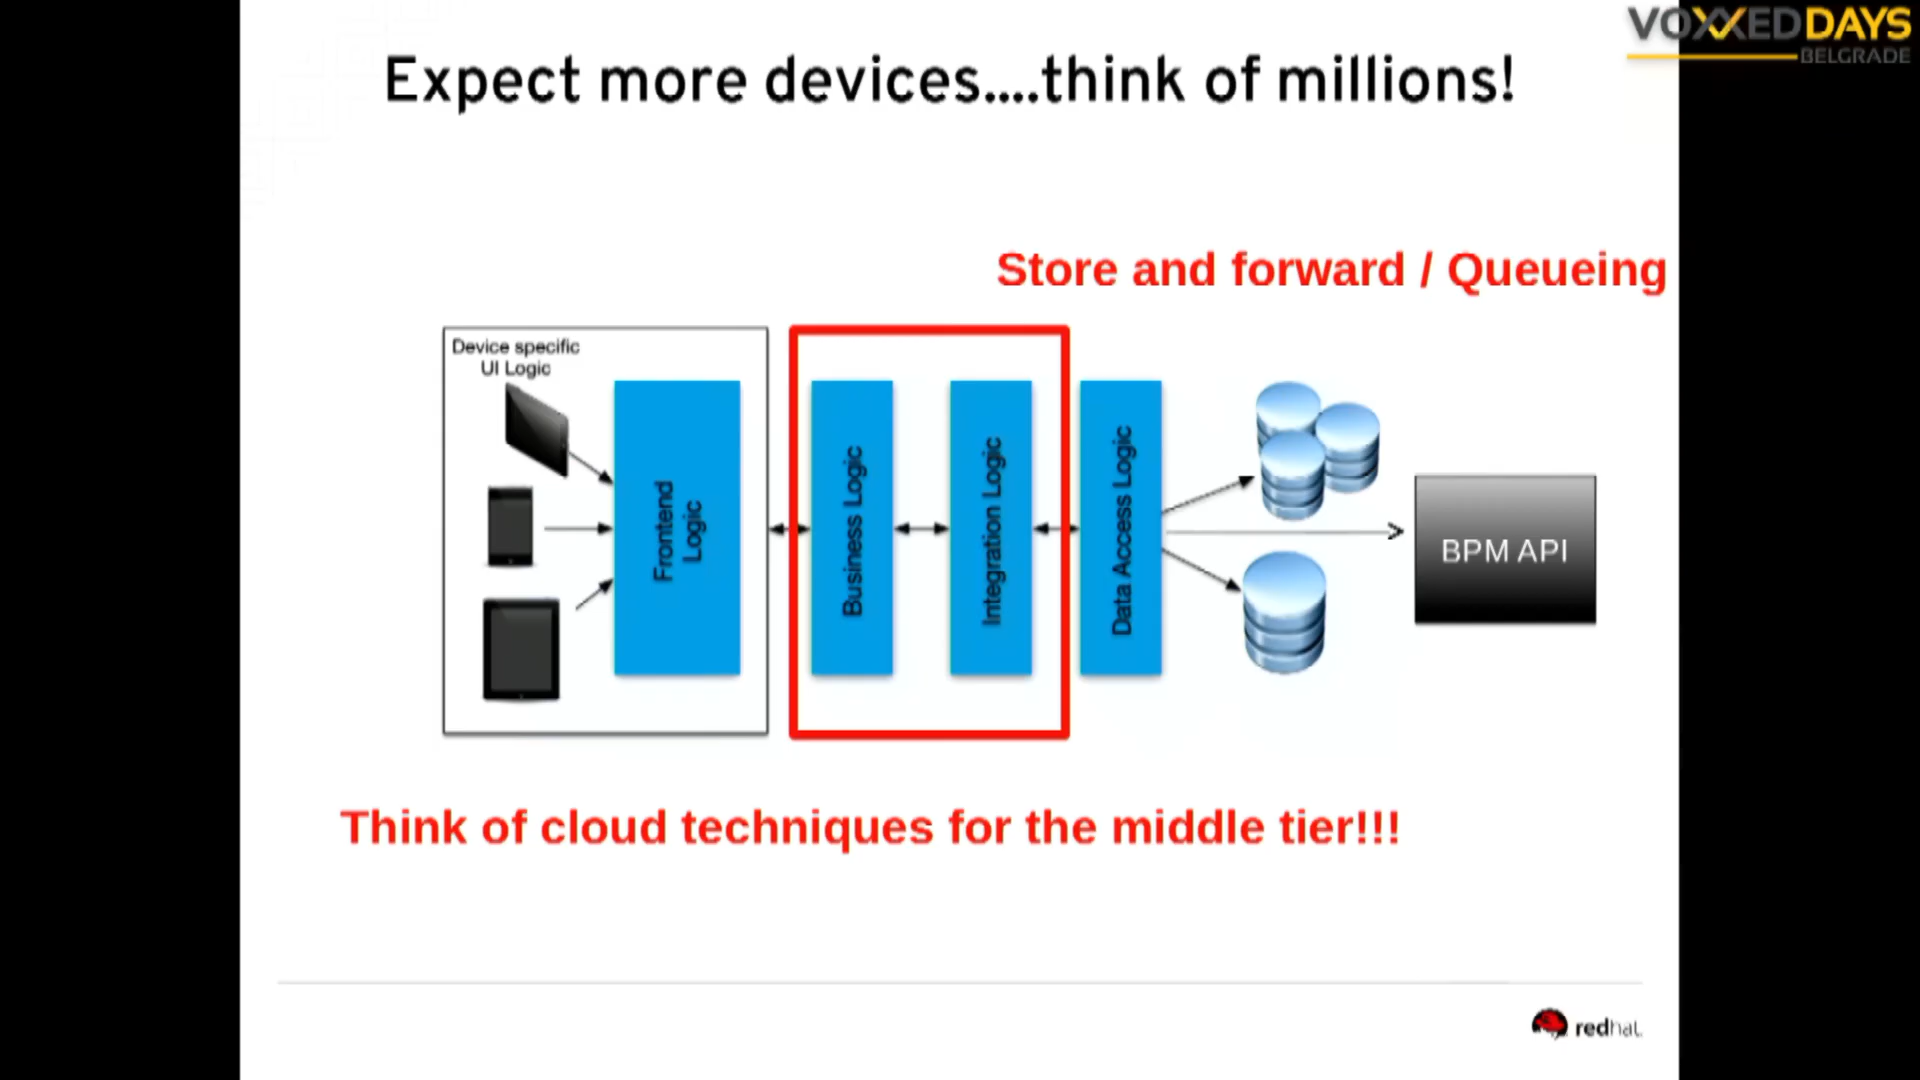 VOXXED DAYS
BELGRADE
Expect more devices....think of millions!
Store and forward / Queueing
Device specific
UI Logic
Frontend
Logic
Business Logic
Integration Logic
Data Access Logic
BPM API
Think of cloud techniques for the middle tier!!!
redhat.